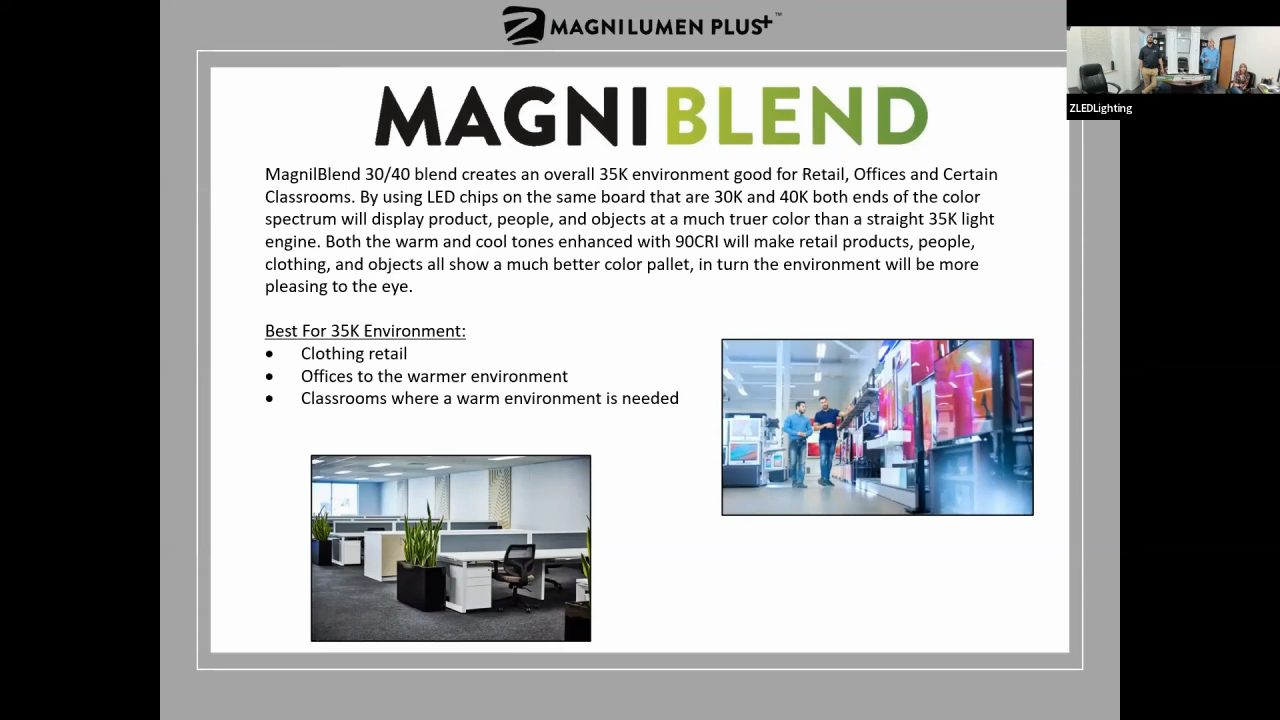 MAGNILUMEN PLUS+™
ZLEDLighting
MAGNIBLEND
MagnilBlend 30/40 blend creates an overall 35K environment good for Retail, Offices and Certain
Classrooms. By using LED chips on the same board that are 30K and 40K both ends of the color
spectrum will display product, people, and objects at a much truer color than a straight 35K light
engine. Both the warm and cool tones enhanced with 90CRI will make retail products, people,
clothing, and objects all show a much better color pallet, in turn the environment will be more
pleasing to the eye.
Best For 35K Environment:
• Clothing retail
• Offices to the warmer environment
• Classrooms where a warm environment is needed